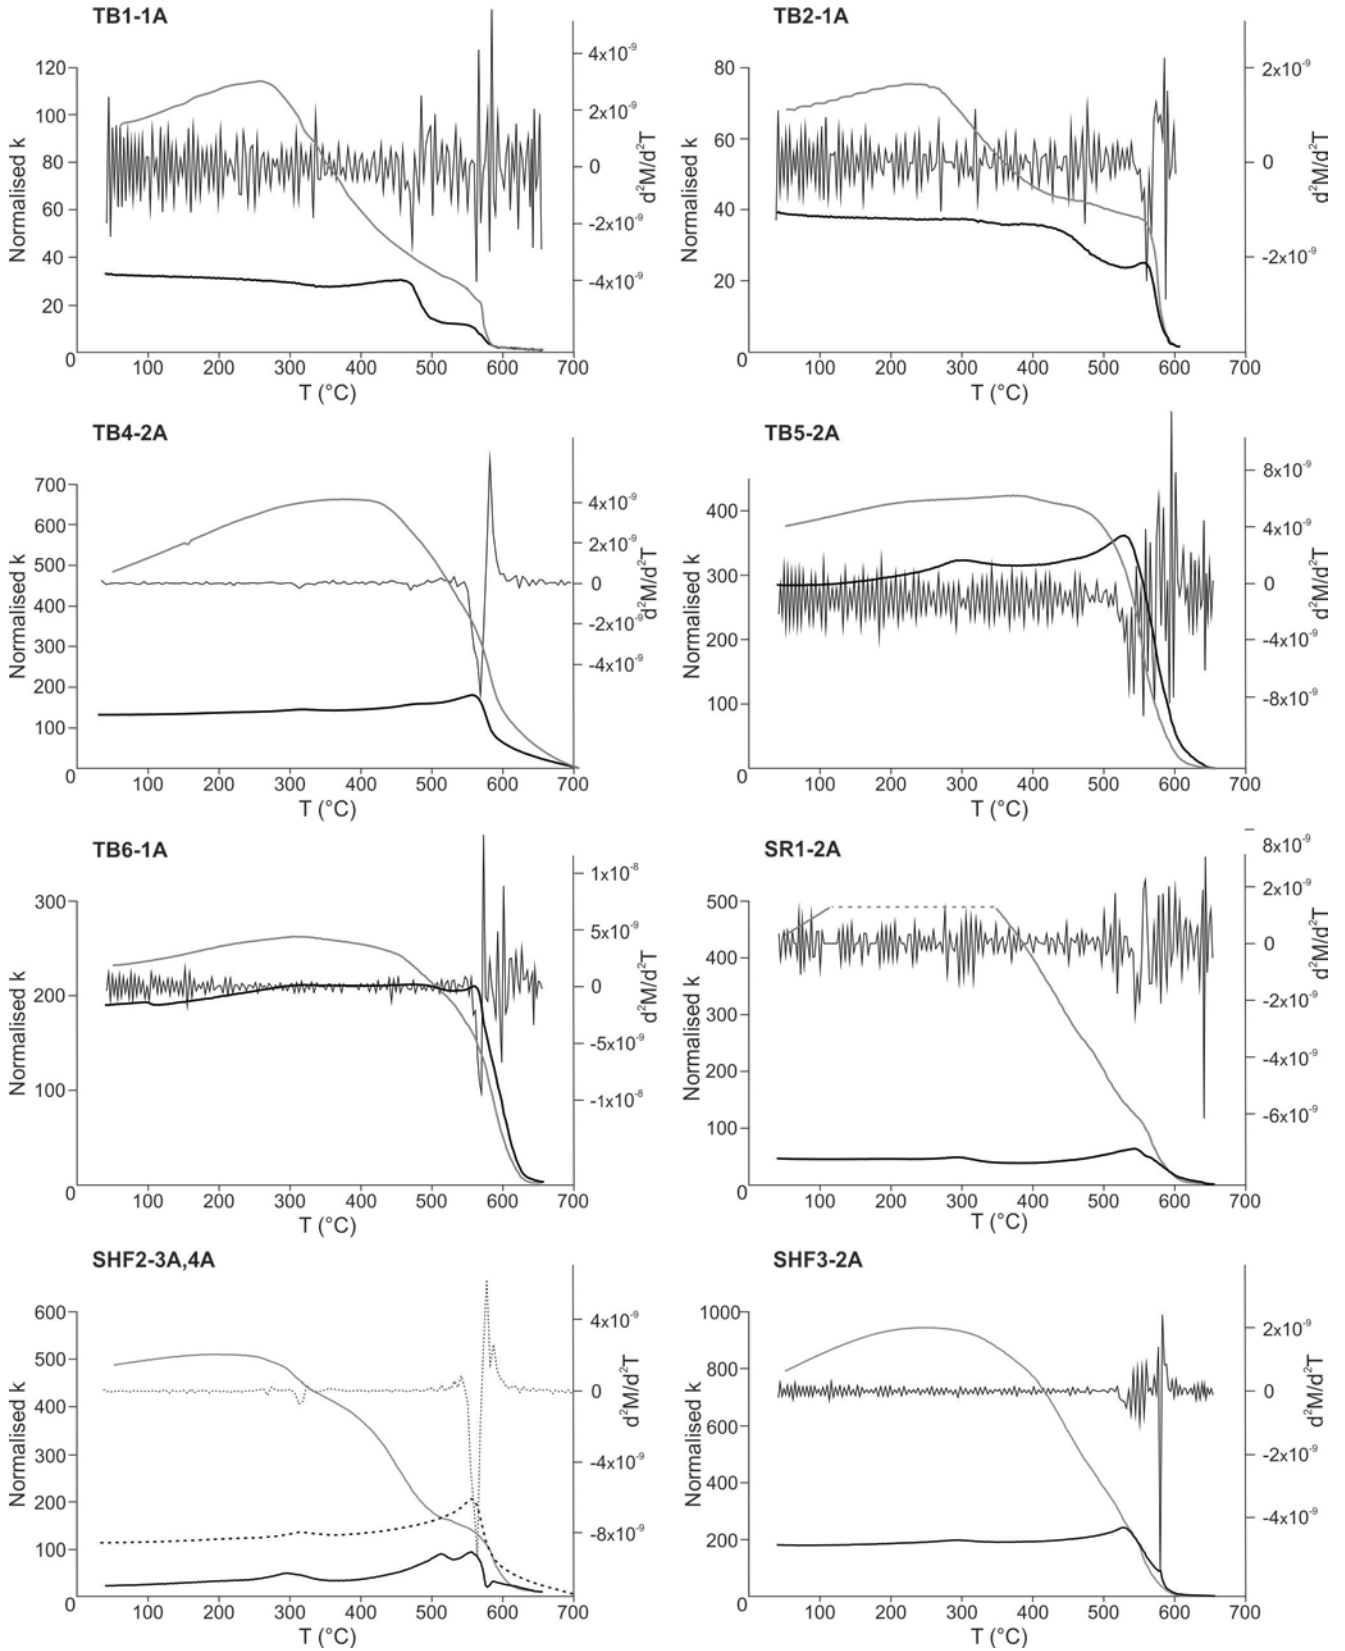 TB1-1A
TB2-1A
Normalised k
120
100
80
60
40
20
0
100 200 300 400 500 600 700
T (°C)
4x10⁻⁹
2x10⁻⁹
0
-2x10⁻⁹
-4x10⁻⁹
d²M/d²T
Normalised k
80
60
40
20
0
100 200 300 400 500 600 700
T (°C)
2x10⁻⁹
0
-2x10⁻⁹
d²M/d²T
TB4-2A
TB5-2A
Normalised k
700
600
500
400
300
200
100
0
100 200 300 400 500 600 700
T (°C)
4x10⁻⁹
2x10⁻⁹
0
-2x10⁻⁹
-4x10⁻⁹
d²M/d²T
Normalised k
400
300
200
100
0
100 200 300 400 500 600 700
T (°C)
8x10⁻⁹
4x10⁻⁹
0
-4x10⁻⁹
-8x10⁻⁹
d²M/d²T
TB6-1A
SR1-2A
Normalised k
300
200
100
0
100 200 300 400 500 600 700
T (°C)
1x10⁻⁸
5x10⁻⁹
0
-5x10⁻⁹
-1x10⁻⁸
d²M/d²T
Normalised k
500
400
300
200
100
0
100 200 300 400 500 600 700
T (°C)
8x10⁻⁹
2x10⁻⁹
0
-2x10⁻⁹
-4x10⁻⁹
-6x10⁻⁹
d²M/d²T
SHF2-3A,4A
SHF3-2A
Normalised k
600
500
400
300
200
100
0
100 200 300 400 500 600 700
T (°C)
4x10⁻⁹
0
-4x10⁻⁹
-8x10⁻⁹
d²M/d²T
Normalised k
1000
800
600
400
200
0
100 200 300 400 500 600 700
T (°C)
2x10⁻⁹
0
-2x10⁻⁹
-4x10⁻⁹
d²M/d²T